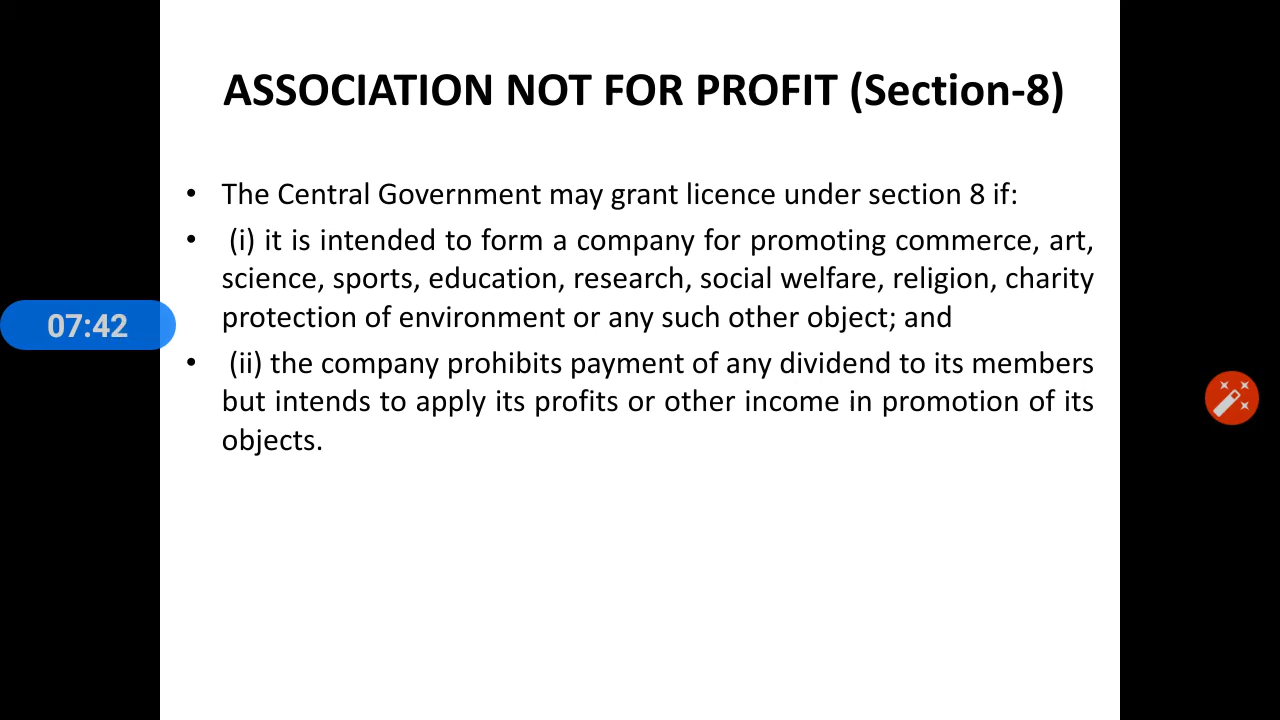 ASSOCIATION NOT FOR PROFIT (Section-8)
• The Central Government may grant licence under section 8 if:
• (i) it is intended to form a company for promoting commerce, art,
science, sports, education, research, social welfare, religion, charity
protection of environment or any such other object; and
07:42
• (ii) the company prohibits payment of any dividend to its members
but intends to apply its profits or other income in promotion of its
objects.